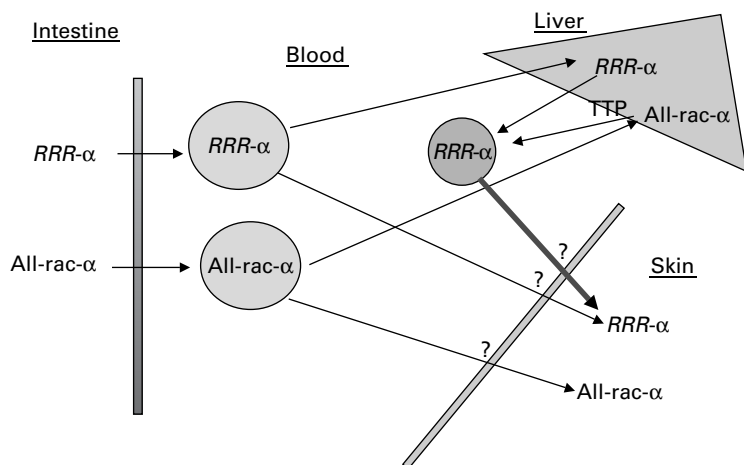 Intestine
Blood
Liver
RRR-α
TTP
All-rac-α
RRR-α
RRR-α
RRR-α
All-rac-α
All-rac-α
?
?
?
Skin
RRR-α
All-rac-α